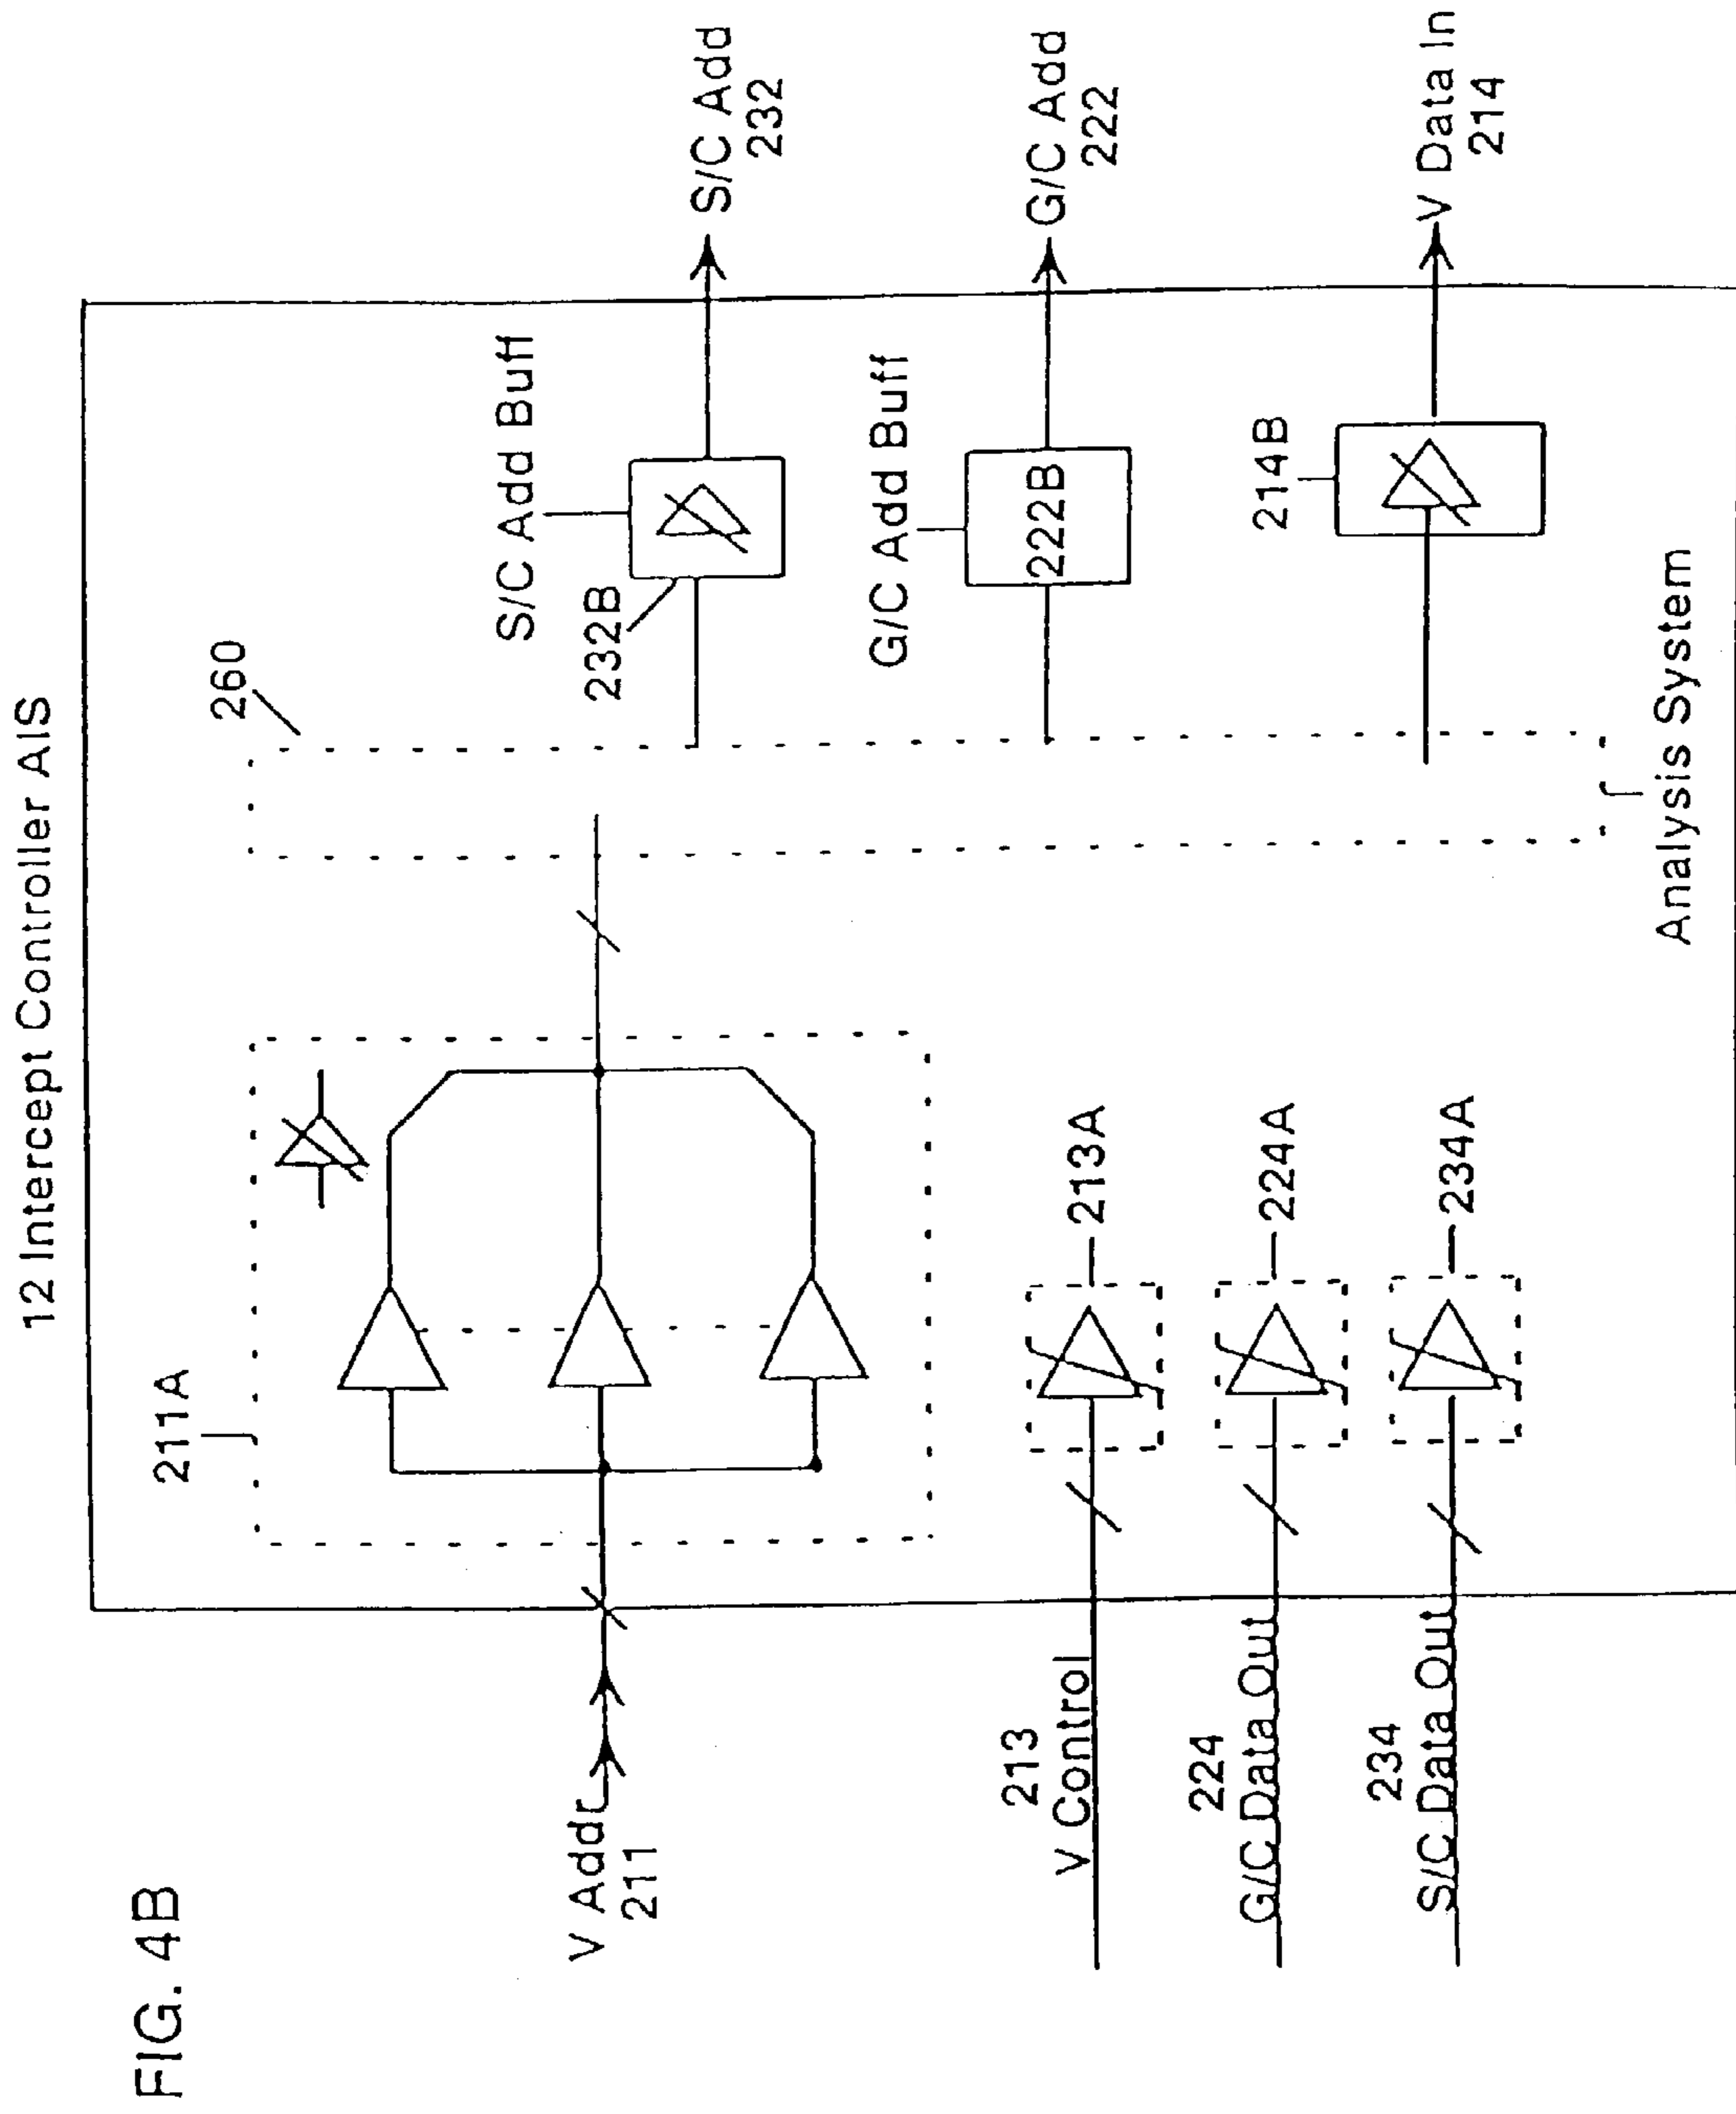 FIG. 4B
12 Intercept Controller AIS
211A
260
S/C Add Buff
232B
S/C Add
232
V Addr
211
G/C Add Buff
222B
G/C Add
222
213
V Control
213A
224
G/C Data Out
224A
214B
V Data In
214
234
S/C Data Out
234A
Analysis System